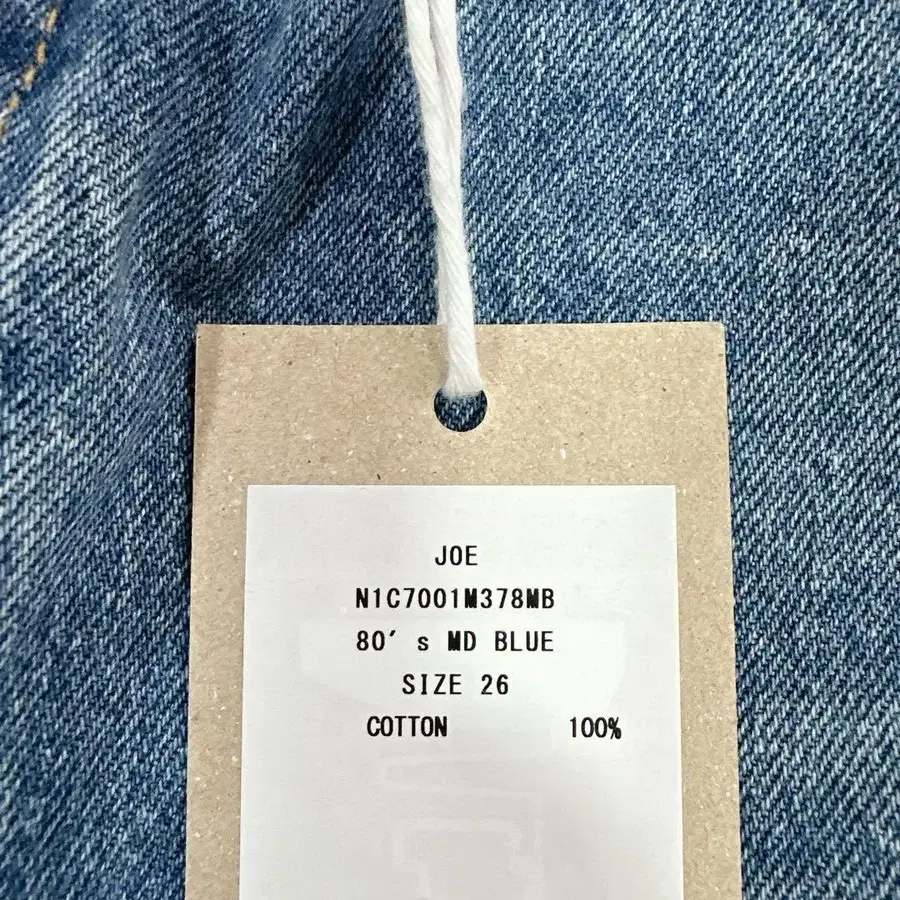 JOE
N1C7001M378MB
80's MD BLUE
SIZE 26
COTTON 100%